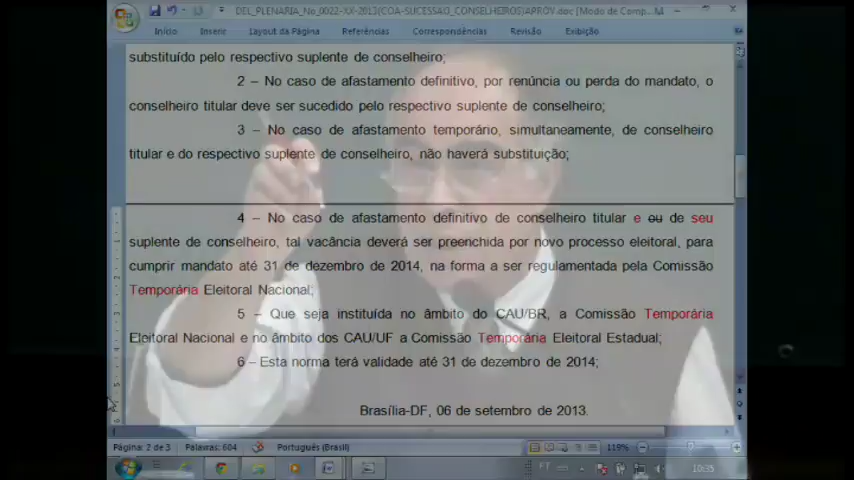 DEL_PLENARIA_No_0022-XX-2013(COA-SUCESSAO_CONSELHEIROS)APROV.doc [Modo de Comp...
Início Inserir Layout da Página Referências Correspondências Revisão Exibição
substituído pelo respectivo suplente de conselheiro;
2 – No caso de afastamento definitivo, por renúncia ou perda do mandato, o
conselheiro titular deve ser sucedido pelo respectivo suplente de conselheiro;
3 – No caso de afastamento temporário, simultaneamente, de conselheiro
titular e do respectivo suplente de conselheiro, não haverá substituição;
4 – No caso de afastamento definitivo de conselheiro titular e ou de seu
suplente de conselheiro, tal vacância deverá ser preenchida por novo processo eleitoral, para
cumprir mandato até 31 de dezembro de 2014, na forma a ser regulamentada pela Comissão
Temporária Eleitoral Nacional;
5 – Que seja instituída no âmbito do CAU/BR, a Comissão Temporária
Eleitoral Nacional e no âmbito dos CAU/UF a Comissão Temporária Eleitoral Estadual;
6 – Esta norma terá validade até 31 de dezembro de 2014;
Brasília-DF, 06 de setembro de 2013.
Página: 2 de 3 Palavras: 604 Português (Brasil) 119%
PT 10:35